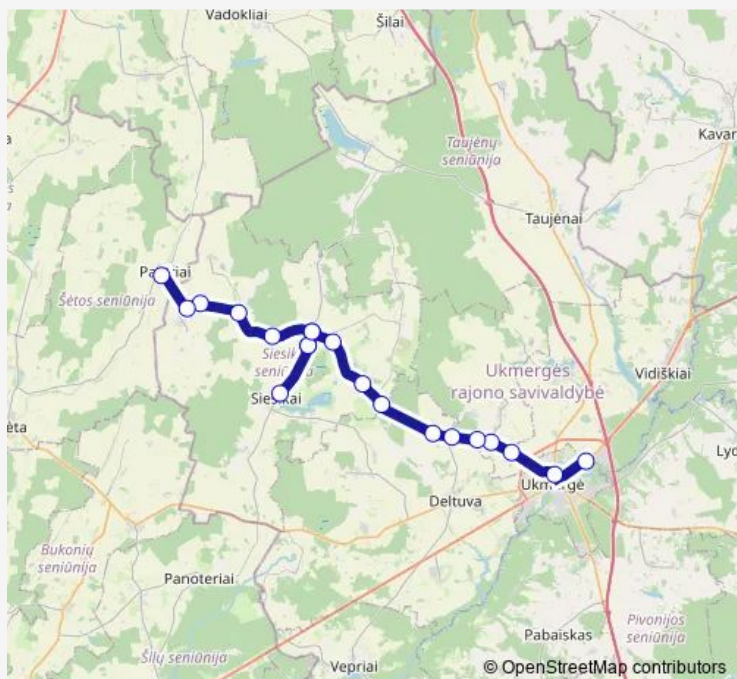 Vadokliai
Šilai
Kavar
Taujėnų
seniūnija
Taujėnai
Šėtos seniūnija
Siesikai
Ukmergės
rajono savivaldybė
Vidiškiai
ėta
Lyd
Ukmergė
Deltuva
Bukonių
seniūnija
Panoteriai
Pabaiskas
Pivonijos
seniūnija
Šilų seniūnija
Vepriai
© OpenStreetMap contributors